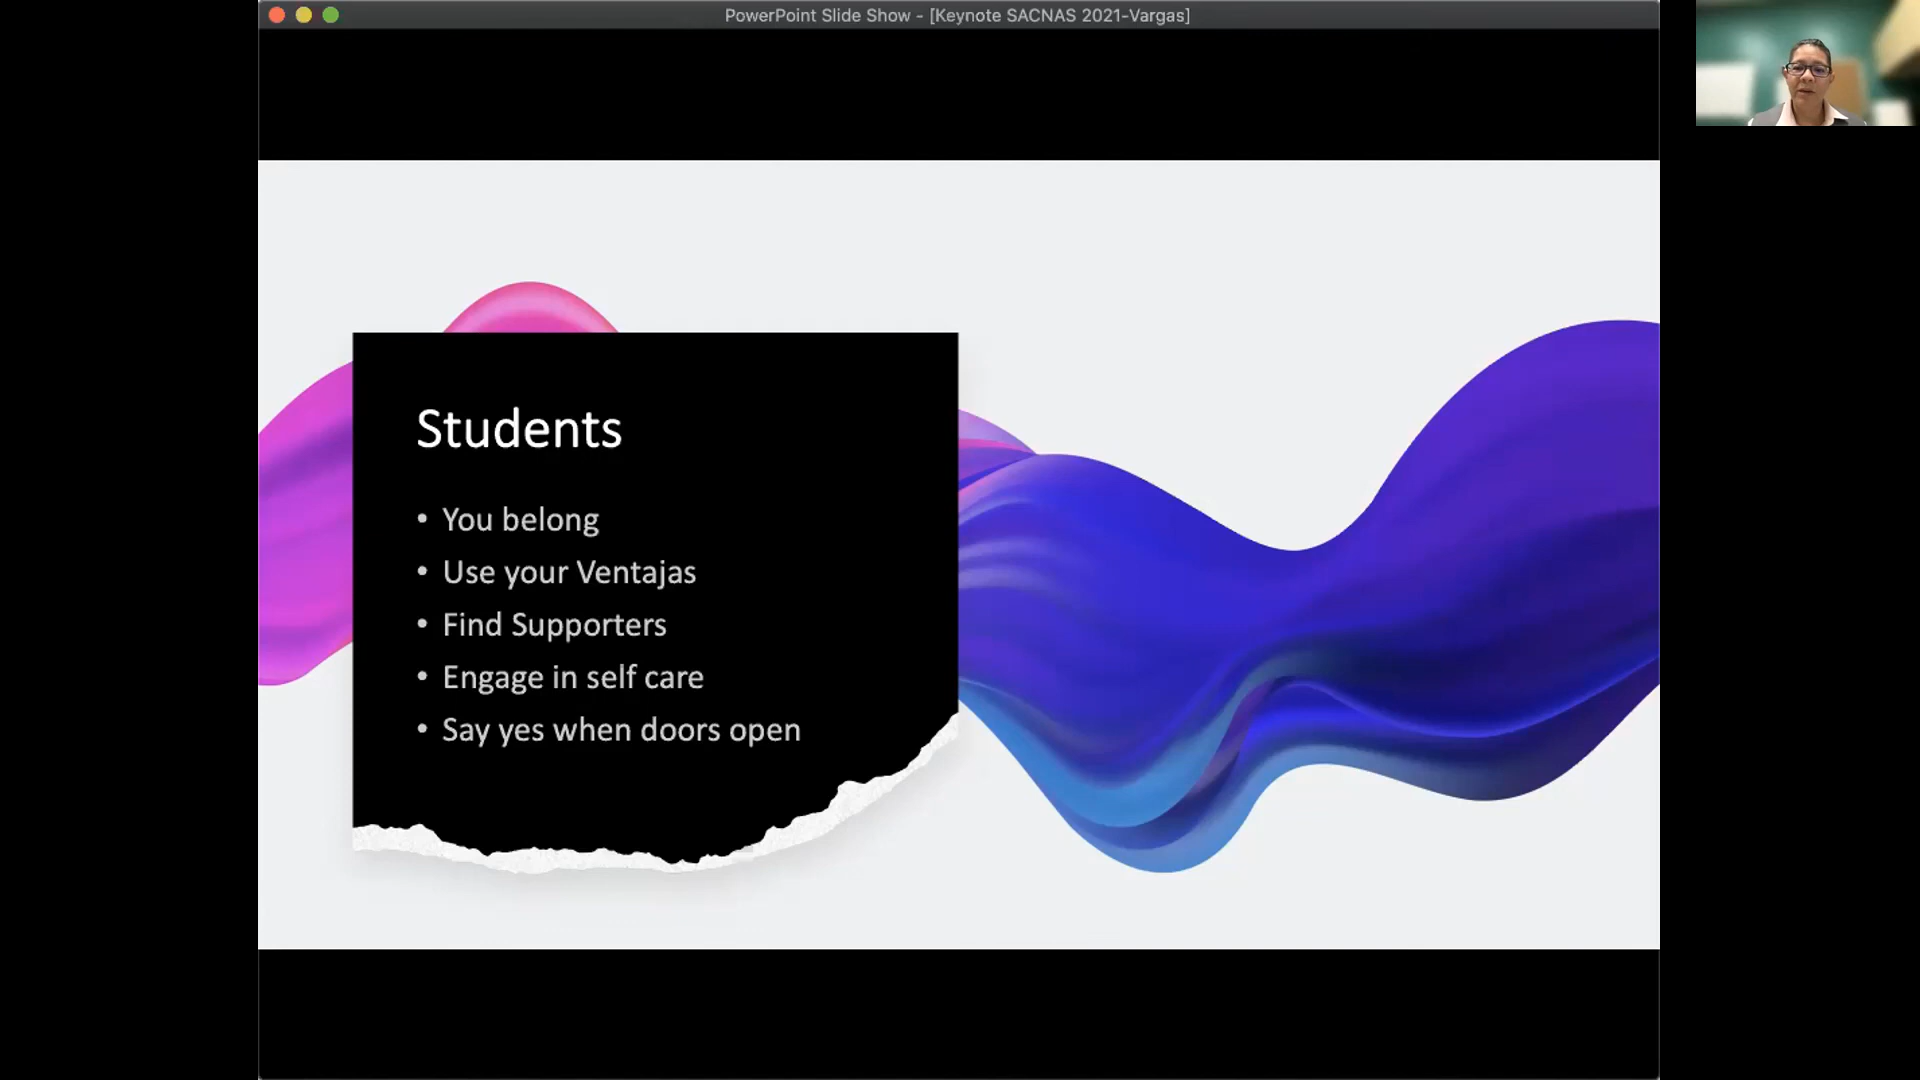 PowerPoint Slide Show - [Keynote SACNAS 2021-Vargas]
Students
• You belong
• Use your Ventajas
• Find Supporters
• Engage in self care
• Say yes when doors open